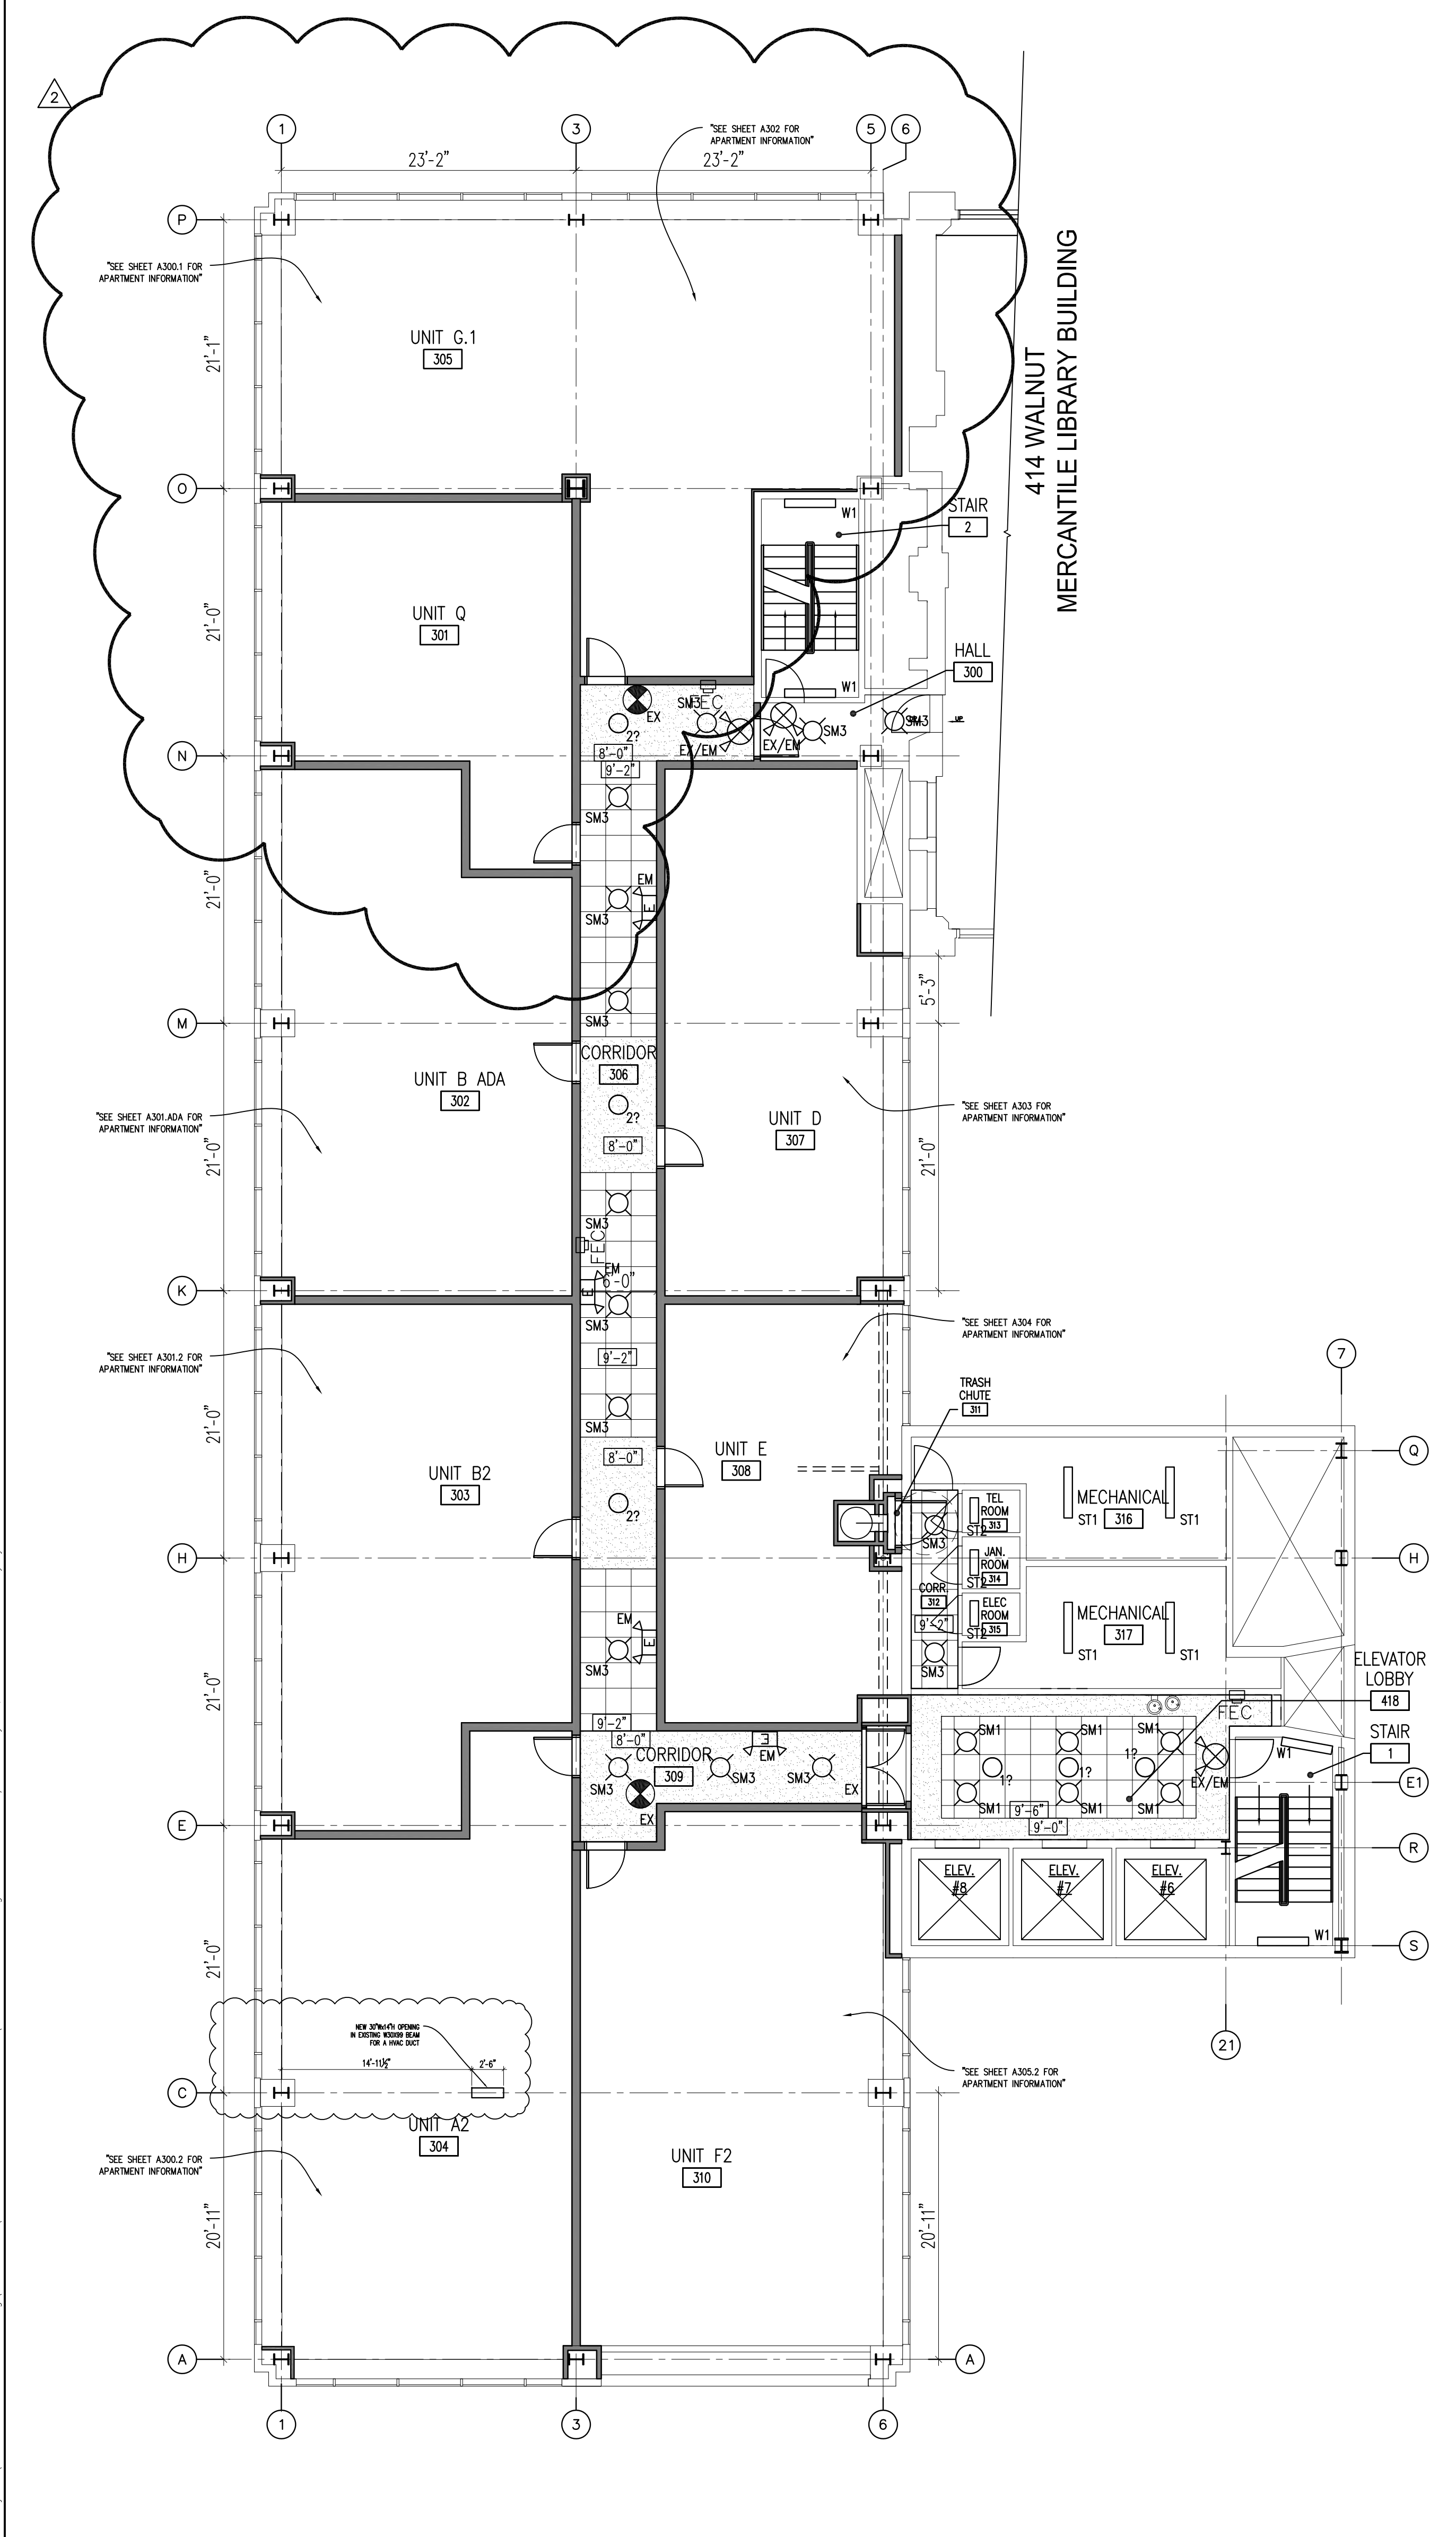 2
1
3
5
6
23'-2"
23'-2"
"SEE SHEET A302 FOR
APARTMENT INFORMATION"
P
"SEE SHEET A300.1 FOR
APARTMENT INFORMATION"
21'-1"
UNIT G.1
305
414 WALNUT
MERCANTILE LIBRARY BUILDING
O
W1
STAIR
2
21'-0"
UNIT Q
301
HALL
300
W1
SM3
FEC
EX
2?
EX/EM
EX/EM
SM3
SM3
UP
N
8'-0"
9'-2"
SM3
21'-0"
EM
E
SM3
5'-3"
SM3
M
CORRIDOR
306
UNIT B ADA
302
2?
"SEE SHEET A301.ADA FOR
APARTMENT INFORMATION"
"SEE SHEET A303 FOR
APARTMENT INFORMATION"
UNIT D
307
8'-0"
21'-0"
21'-0"
SM3
FEC
EM
6'-0"
E
K
SM3
"SEE SHEET A304 FOR
APARTMENT INFORMATION"
"SEE SHEET A301.2 FOR
APARTMENT INFORMATION"
9'-2"
7
TRASH
CHUTE
311
21'-0"
SM3
8'-0"
UNIT E
308
Q
UNIT B2
303
2?
TEL
ROOM
313
ST2
MECHANICAL
316
ST1
ST1
SM3
H
H
JAN.
ROOM
314
ST2
CORR.
312
9'-2"
ELEC
ROOM
315
ST2
MECHANICAL
317
ST1
ST1
EM
E
SM3
SM3
21'-0"
ELEVATOR
LOBBY
418
9'-2"
8'-0"
FEC
STAIR
1
CORRIDOR
309
E
EM
SM3
SM3
SM3
EX
EX
SM1
SM1
SM1
1?
1?
1?
SM1
SM1
SM1
EX/EM
W1
9'-6"
9'-0"
E1
E
R
ELEV.
#8
ELEV.
#7
ELEV.
#6
W1
S
21'-0"
NEW 30"Wx14"H OPENING
IN EXISTING W30X99 BEAM
FOR A HVAC DUCT
14'-11½"
2'-6"
21
C
"SEE SHEET A305.2 FOR
APARTMENT INFORMATION"
UNIT A2
304
"SEE SHEET A300.2 FOR
APARTMENT INFORMATION"
UNIT F2
310
20'-11"
20'-11"
A
A
1
3
6